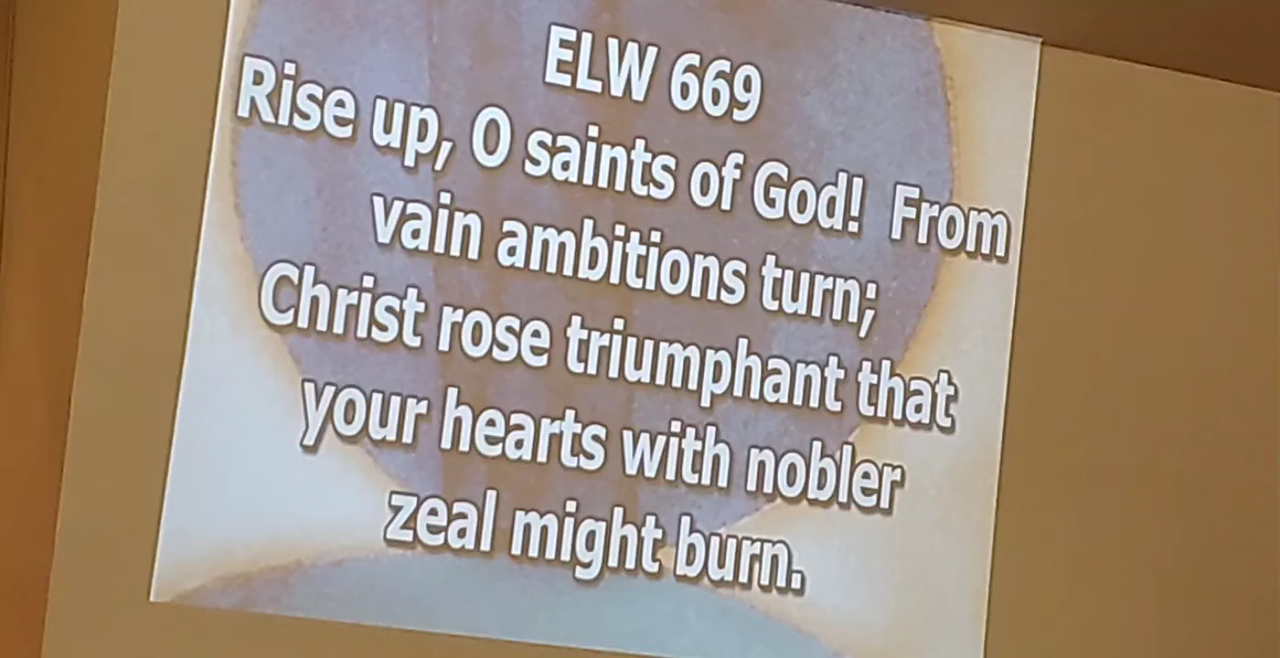 ELW 669
Rise up, O saints of God! From
vain ambitions turn;
Christ rose triumphant that
your hearts with nobler
zeal might burn.